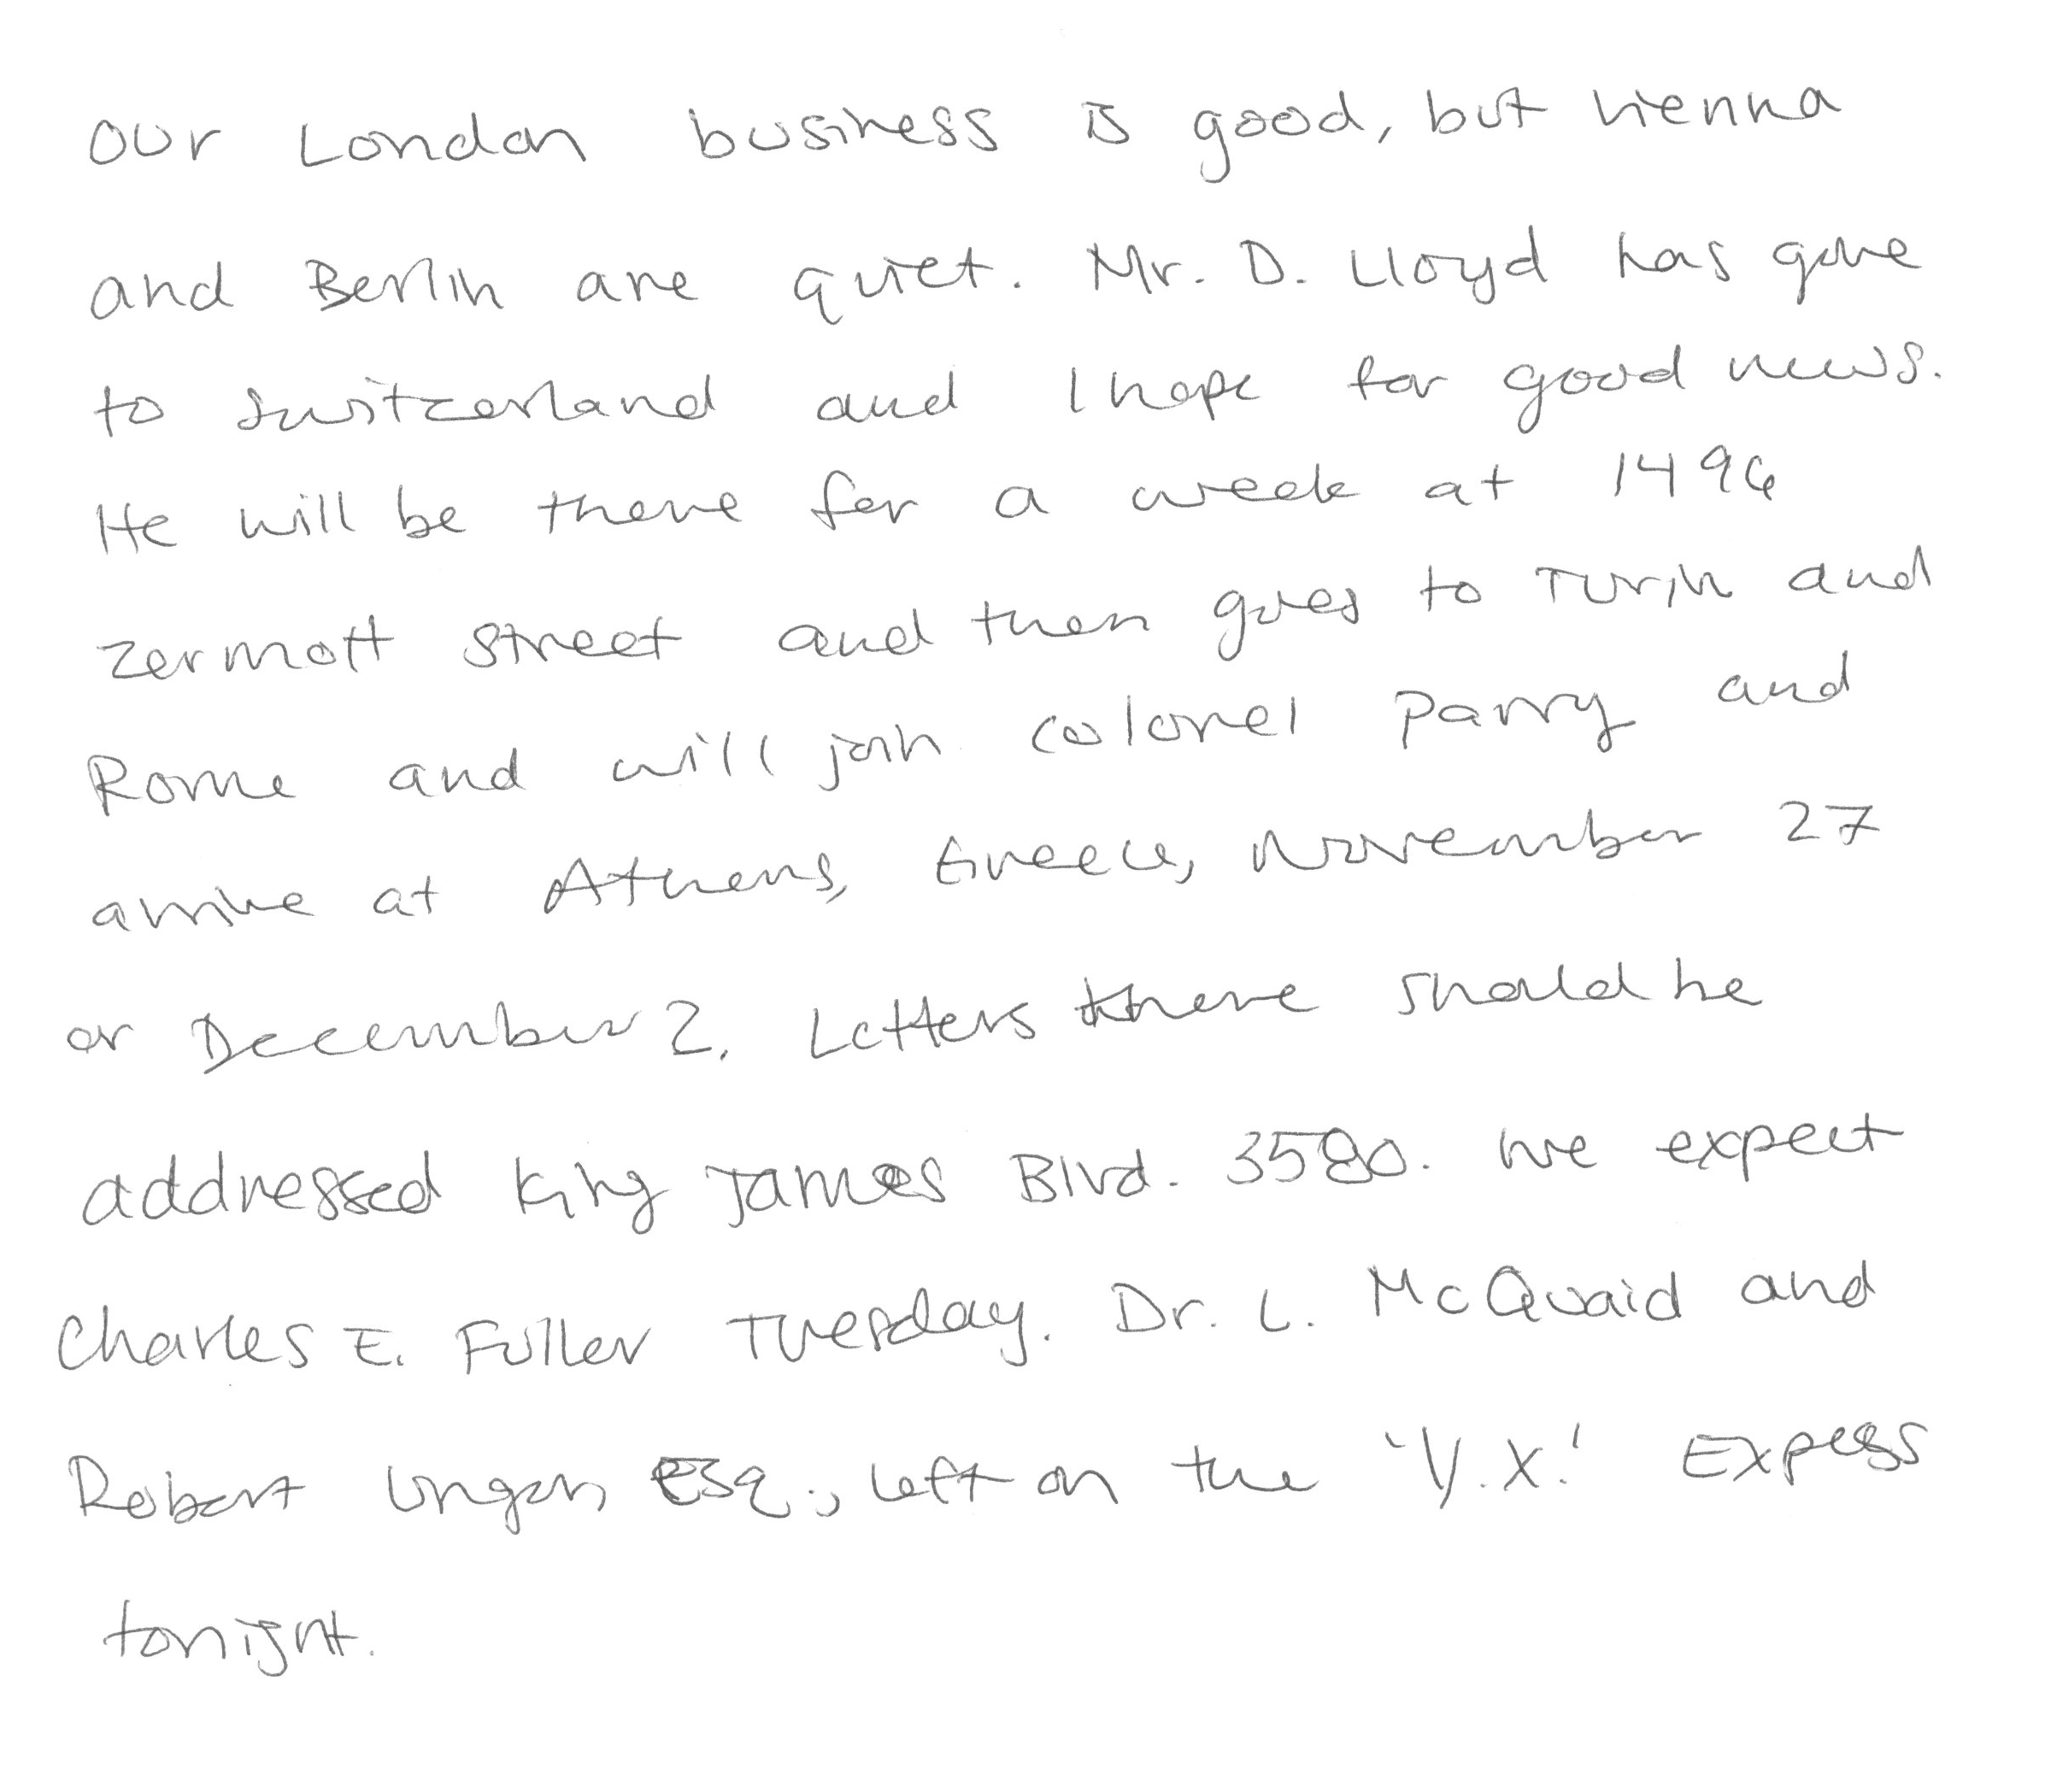 Our London business is good, but Vienna
and Berlin are quiet. Mr. D. Lloyd has gone
to Switzerland and I hope for good news.
He will be there for a week at 1496
Zermott Street and then goes to Turin and
Rome and will join Colonel Parry and
arrive at Athens, Greece, November 27
or December 2. Letters there should be
addressed King James Blvd. 3580. We expect
Charles E. Fuller Tuesday. Dr. L. McQuaid and
Robert Unger, Esq., left on the 'Y.X.' Expess
tonight.